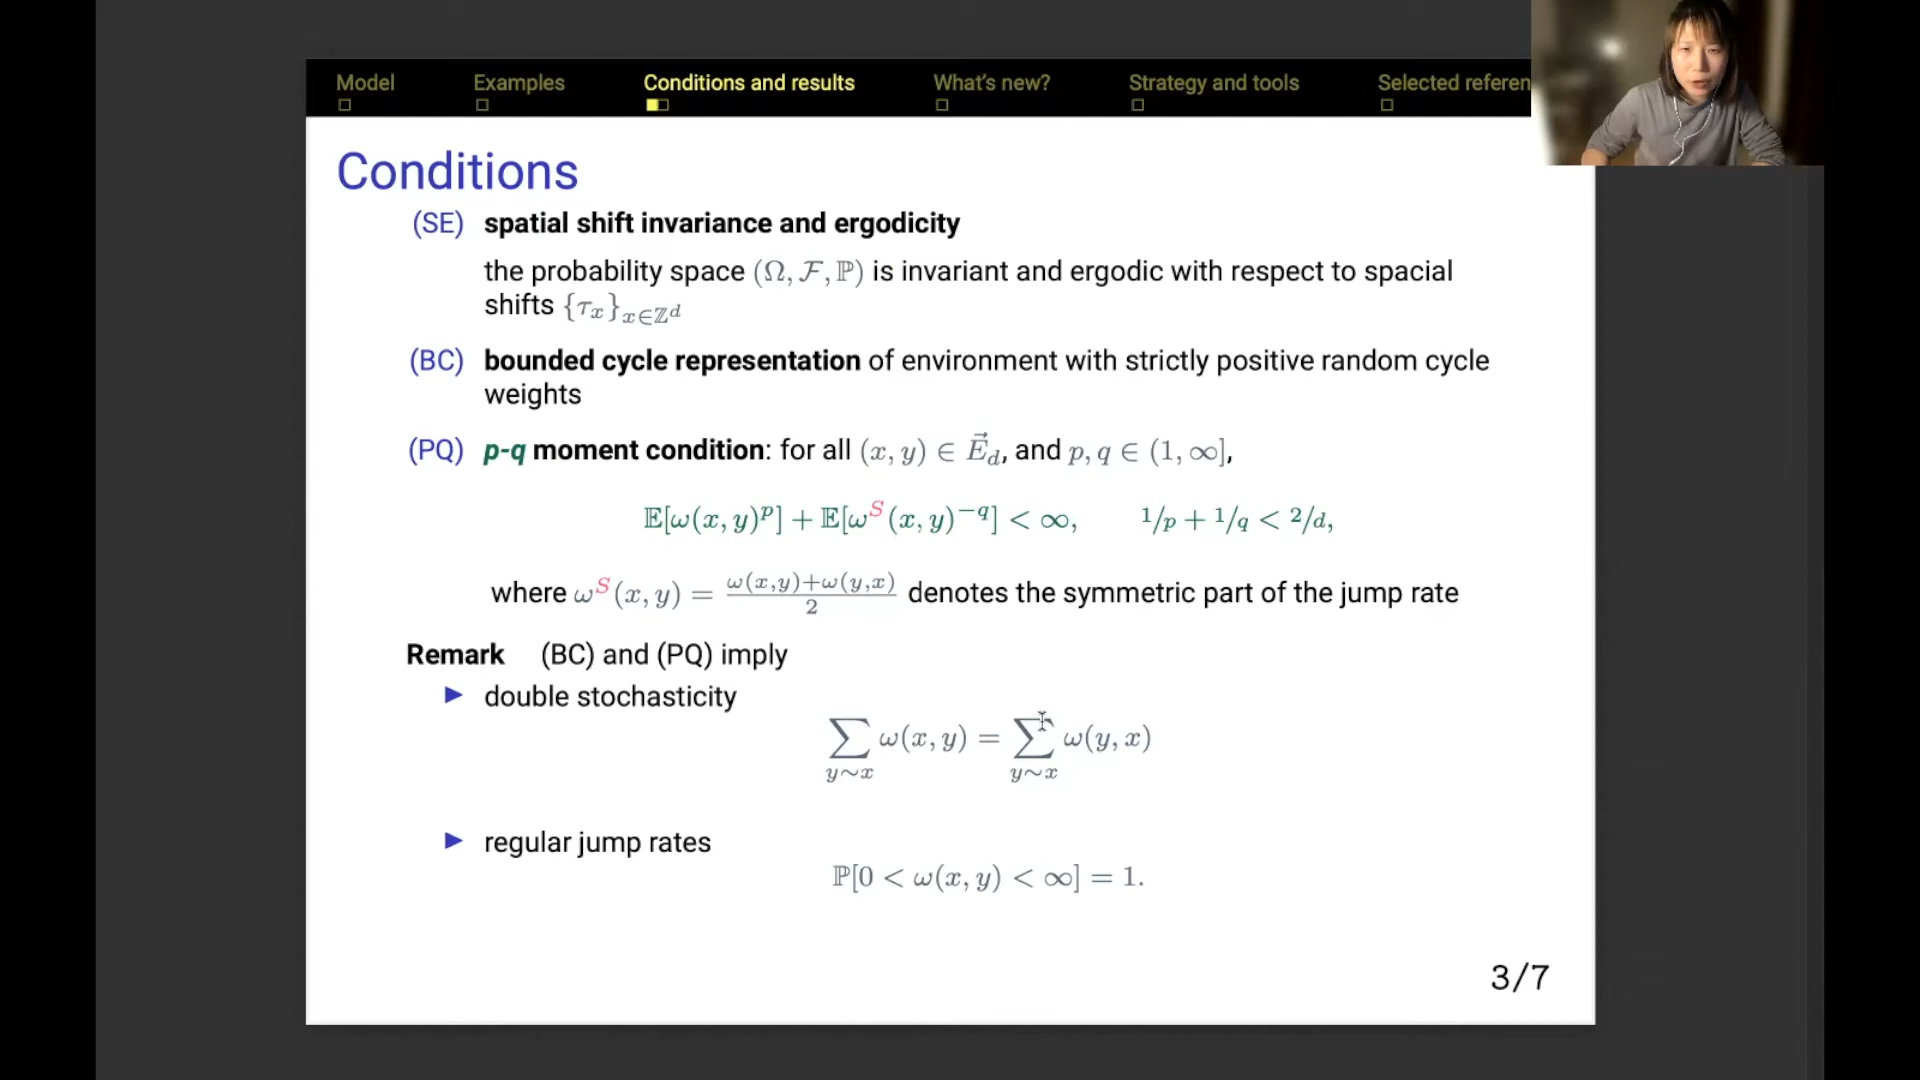 Model Examples Conditions and results What's new? Strategy and tools Selected referen
Conditions
(SE) spatial shift invariance and ergodicity
the probability space (Ω, ℱ, ℙ) is invariant and ergodic with respect to spacial
shifts {τ_x}_{x∈ℤ^d}
(BC) bounded cycle representation of environment with strictly positive random cycle
weights
(PQ) p-q moment condition: for all (x, y) ∈ \vec{E}_d, and p, q ∈ (1, ∞],
𝔼[ω(x, y)^p] + 𝔼[ω^S(x, y)^{-q}] < ∞, 1/p + 1/q < 2/d,
where ω^S(x, y) = \frac{ω(x,y)+ω(y,x)}{2} denotes the symmetric part of the jump rate
Remark (BC) and (PQ) imply
▶ double stochasticity
∑_{y∼x} ω(x, y) = ∑_{y∼x} ω(y, x)
▶ regular jump rates
ℙ[0 < ω(x, y) < ∞] = 1.
3/7